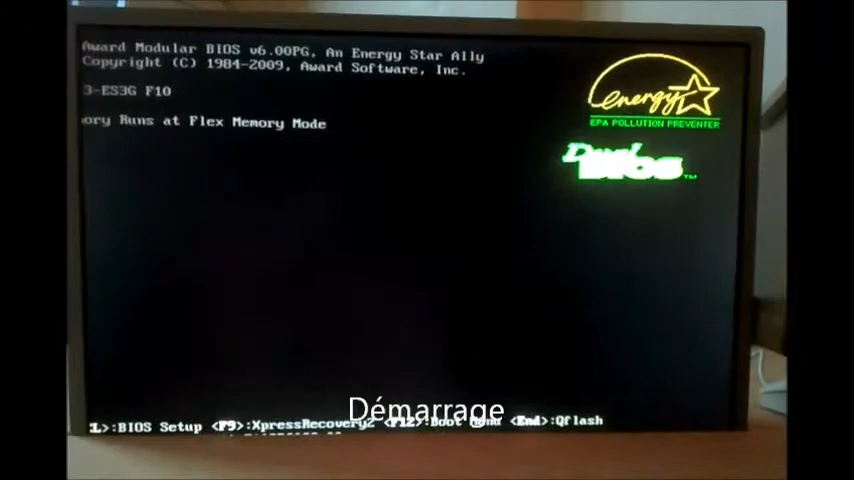 Award Modular BIOS v6.00PG, An Energy Star Ally
Copyright (C) 1984-2009, Award Software, Inc.
3-ES3G F10
ory Runs at Flex Memory Mode
energy
EPA POLLUTION PREVENTER
Dual
BIOS™
Démarrage
L>:BIOS Setup <F9>:XpressRecovery2 <F12>:Boot Menu <End>:Qflash